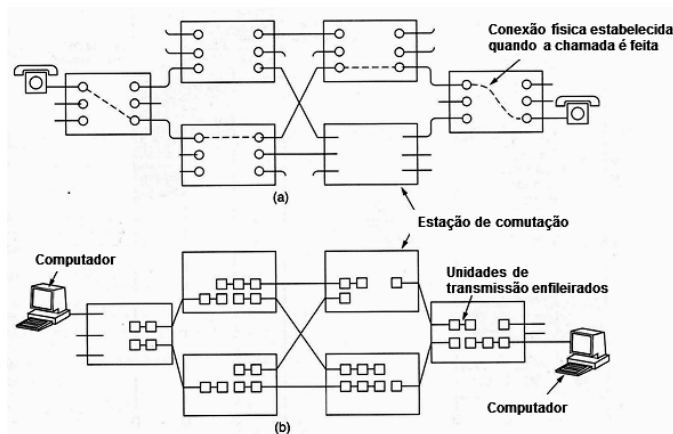 Conexão física estabelecida
quando a chamada é feita
(a)
Estação de comutação
Computador
Unidades de
transmissão enfileirados
Computador
(b)